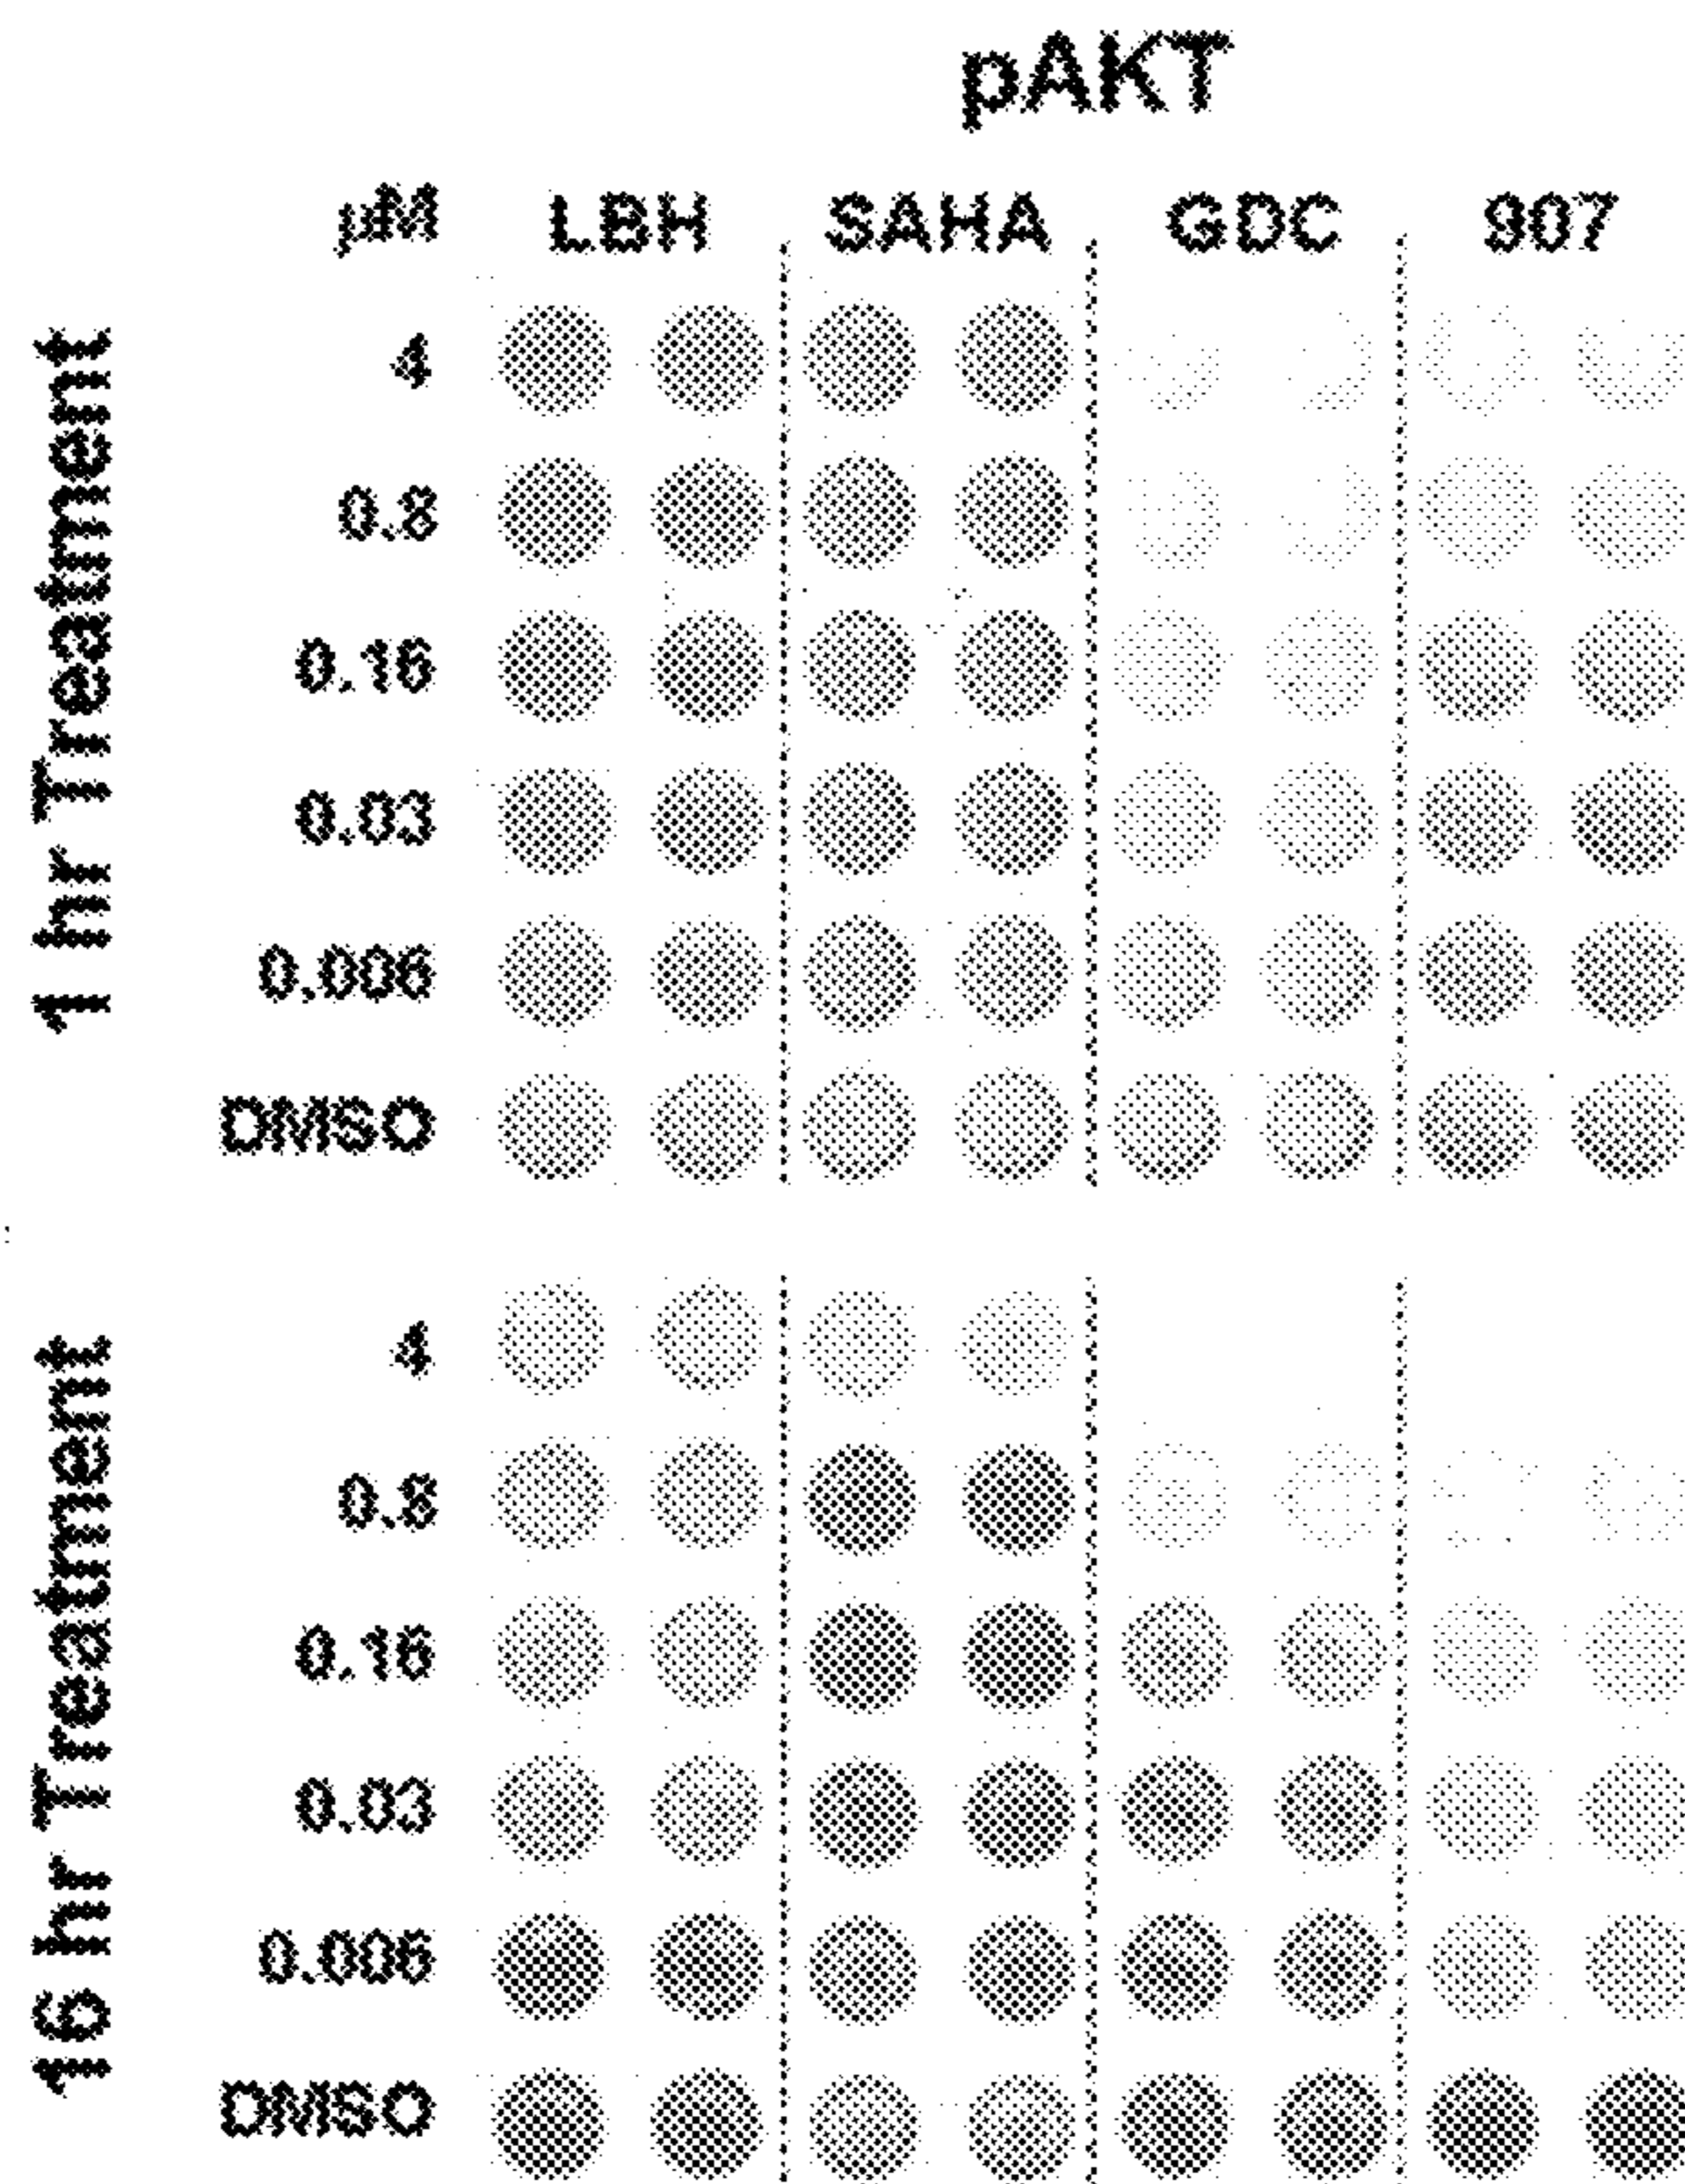 pAKT
µM LBH SAHA GDC 907
1 hr Treatment
4
0.8
0.16
0.03
0.006
DMSO
16 hr Treatment
4
0.8
0.16
0.03
0.006
DMSO